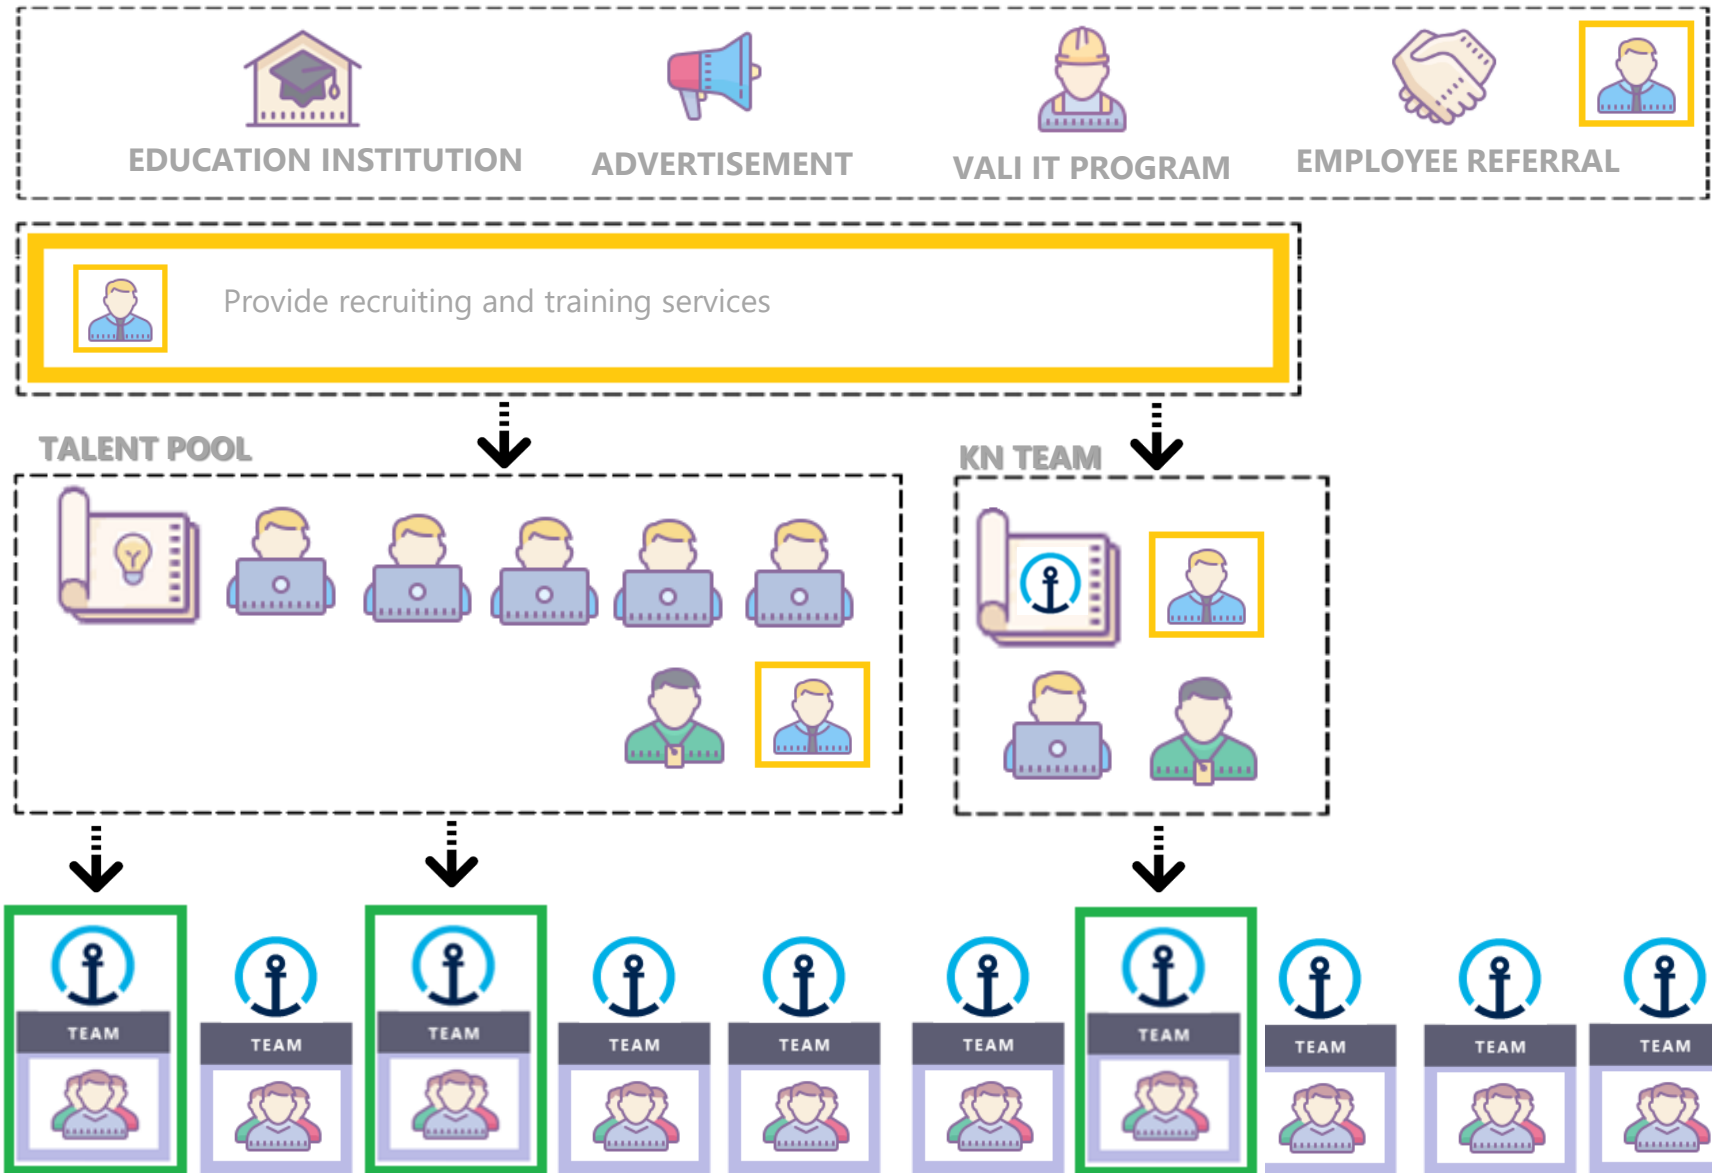 EDUCATION INSTITUTION
ADVERTISEMENT
VALI IT PROGRAM
EMPLOYEE REFERRAL
Provide recruiting and training services
TALENT POOL
KN TEAM
TEAM
TEAM
TEAM
TEAM
TEAM
TEAM
TEAM
TEAM
TEAM
TEAM